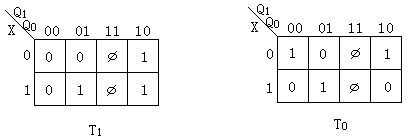 Q1
Q0
X
00 01 11 10
0 0 0 ∅ 1
1 0 1 ∅ 1
T1
Q1
Q0
X
00 01 11 10
0 1 0 ∅ 1
1 0 1 ∅ 0
T0